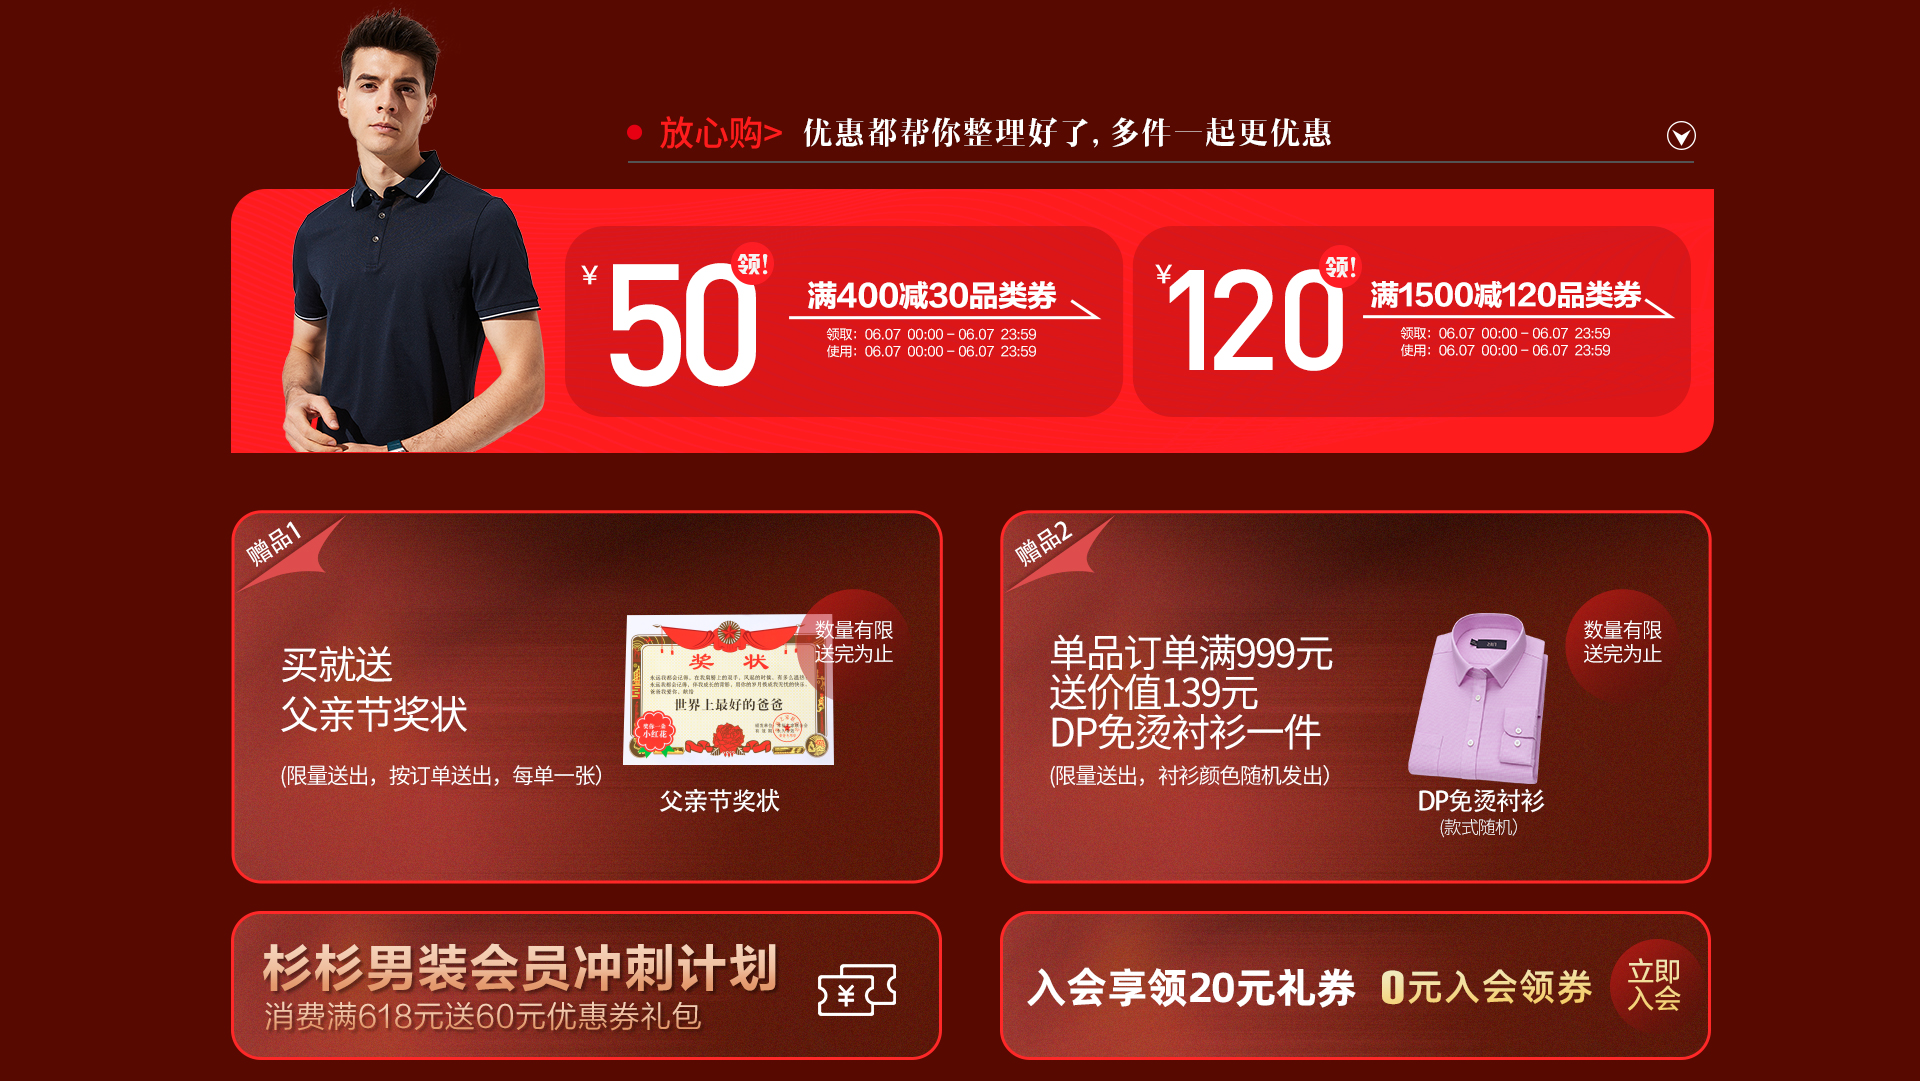 放心购> 优惠都帮你整理好了,多件一起更优惠
¥50
领!
满400减30品类券
领取：06.07 00:00-06.07 23:59
使用：06.07 00:00-06.07 23:59
¥120
领!
满1500减120品类券
领取：06.07 00:00-06.07 23:59
使用：06.07 00:00-06.07 23:59
赠品1
买就送
父亲节奖状
(限量送出，按订单送出，每单一张)
奖 状
世界上最好的爸爸
奖你一朵
小红花
数量有限
送完为止
父亲节奖状
赠品2
单品订单满999元
送价值139元
DP免烫衬衫一件
(限量送出，衬衫颜色随机发出)
数量有限
送完为止
DP免烫衬衫
(款式随机)
杉杉男装会员冲刺计划
消费满618元送60元优惠券礼包
¥
入会享领20元礼券 0元入会领券
立即
入会